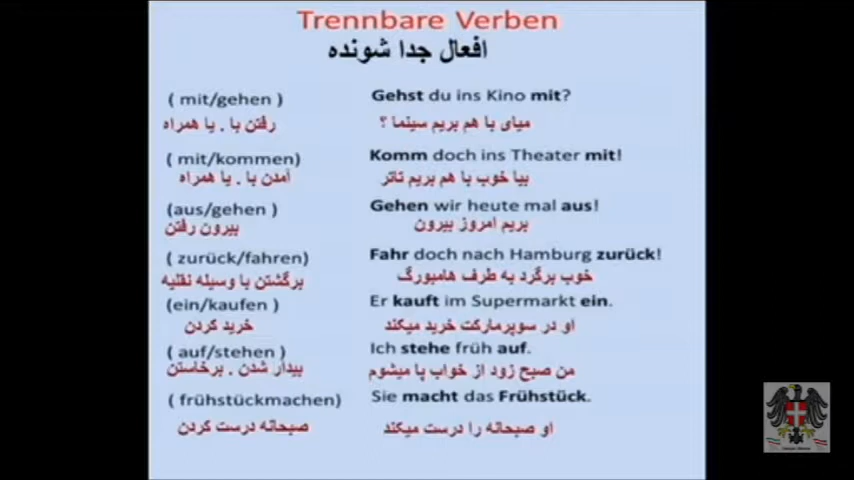 Trennbare Verben
افعال جدا شونده
( mit/gehen ) Gehst du ins Kino mit?
رفتن با . یا همراه میای با هم بریم سینما ؟
( mit/kommen) Komm doch ins Theater mit!
آمدن با . یا همراه بیا خوب با هم بریم تاتر
(aus/gehen ) Gehen wir heute mal aus!
بیرون رفتن بریم امروز بیرون
( zurück/fahren) Fahr doch nach Hamburg zurück!
برگشتن با وسیله نقلیه خوب برگرد به طرف هامبورگ
(ein/kaufen ) Er kauft im Supermarkt ein.
خرید کردن او در سوپرمارکت خرید میکند
( auf/stehen ) Ich stehe früh auf.
بیدار شدن . برخاستن من صبح زود از خواب پا میشوم
( frühstückmachen) Sie macht das Frühstück.
صبحانه درست کردن او صبحانه را درست میکند